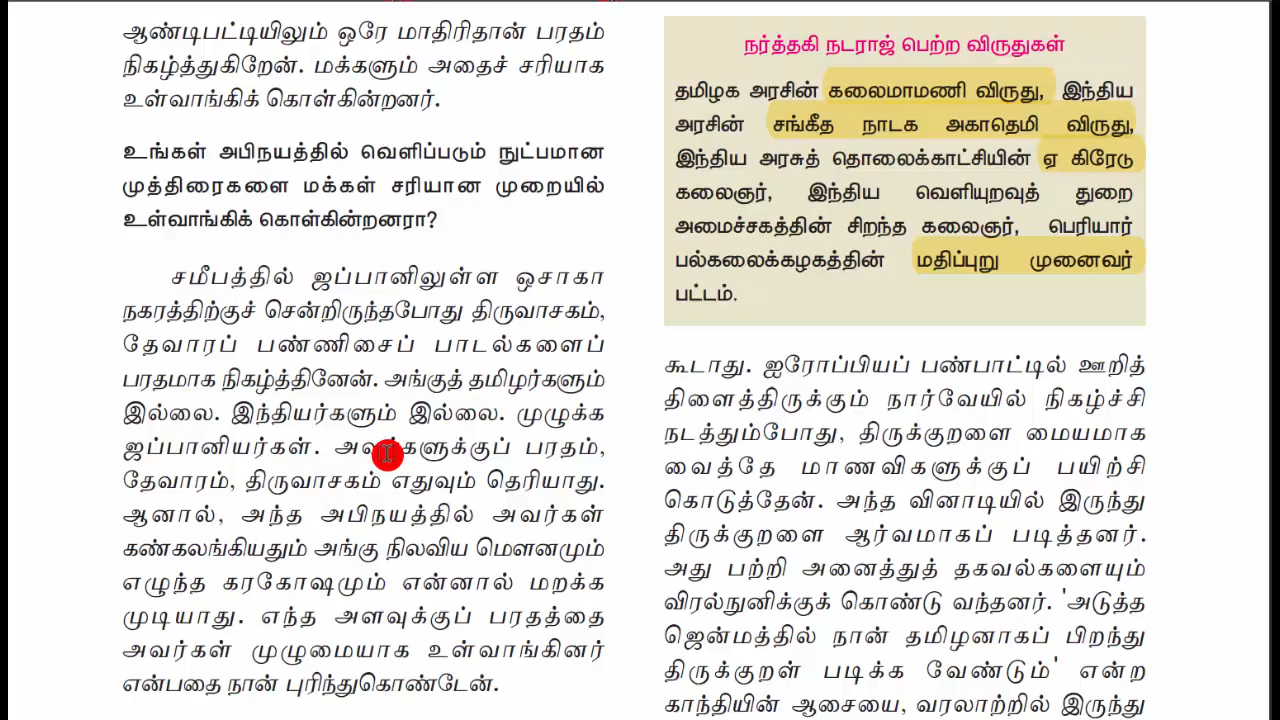 ஆண்டிபட்டியிலும் ஒரே மாதிரிதான் பரதம்
நிகழ்த்துகிறேன். மக்களும் அதைச் சரியாக
உள்வாங்கிக் கொள்கின்றனர்.
உங்கள் அபிநயத்தில் வெளிப்படும் நுட்பமான
முத்திரைகளை மக்கள் சரியான முறையில்
உள்வாங்கிக் கொள்கின்றனரா?
சமீபத்தில் ஜப்பானிலுள்ள ஒசாகா
நகரத்திற்குச் சென்றிருந்தபோது திருவாசகம்,
தேவாரப் பண்ணிசைப் பாடல்களைப்
பரதமாக நிகழ்த்தினேன். அங்குத் தமிழர்களும்
இல்லை. இந்தியர்களும் இல்லை. முழுக்க
ஜப்பானியர்கள். அவர்களுக்குப் பரதம்,
தேவாரம், திருவாசகம் எதுவும் தெரியாது.
ஆனால், அந்த அபிநயத்தில் அவர்கள்
கண்கலங்கியதும் அங்கு நிலவிய மௌனமும்
எழுந்த கரகோஷமும் என்னால் மறக்க
முடியாது. எந்த அளவுக்குப் பரதத்தை
அவர்கள் முழுமையாக உள்வாங்கினர்
என்பதை நான் புரிந்துகொண்டேன்.
நர்த்தகி நடராஜ் பெற்ற விருதுகள்
தமிழக அரசின் கலைமாமணி விருது, இந்திய
அரசின் சங்கீத நாடக அகாதெமி விருது,
இந்திய அரசுத் தொலைக்காட்சியின் ஏ கிரேடு
கலைஞர், இந்திய வெளியுறவுத் துறை
அமைச்சகத்தின் சிறந்த கலைஞர், பெரியார்
பல்கலைக்கழகத்தின் மதிப்புறு முனைவர்
பட்டம்.
கூடாது. ஐரோப்பியப் பண்பாட்டில் ஊறித்
திளைத்திருக்கும் நார்வேயில் நிகழ்ச்சி
நடத்தும்போது, திருக்குறளை மையமாக
வைத்தே மாணவிகளுக்குப் பயிற்சி
கொடுத்தேன். அந்த வினாடியில் இருந்து
திருக்குறளை ஆர்வமாகப் படித்தனர்.
அது பற்றி அனைத்துத் தகவல்களையும்
விரல்நுனிக்குக் கொண்டு வந்தனர். 'அடுத்த
ஜென்மத்தில் நான் தமிழனாகப் பிறந்து
திருக்குறள் படிக்க வேண்டும்' என்ற
காந்தியின் ஆசையை, வரலாற்றில் இருந்து